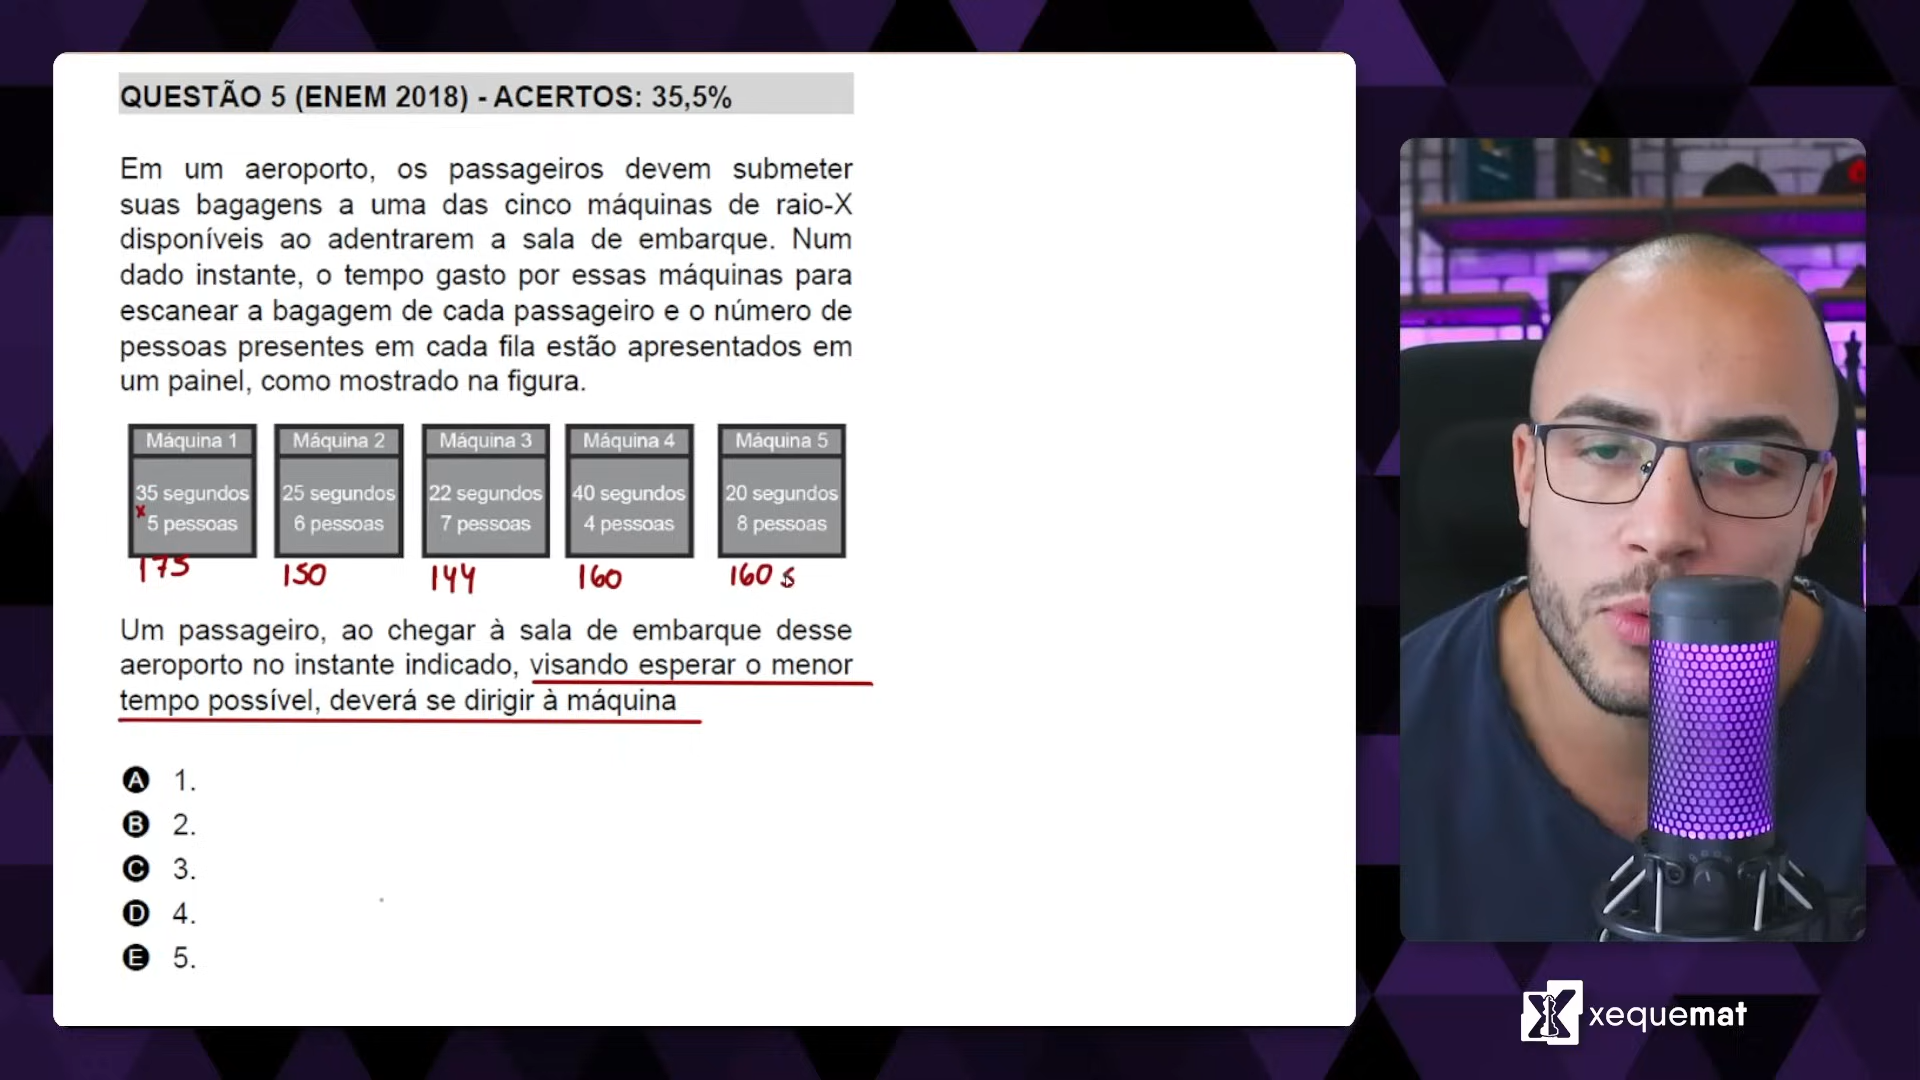 QUESTÃO 5 (ENEM 2018) - ACERTOS: 35,5%
Em um aeroporto, os passageiros devem submeter
suas bagagens a uma das cinco máquinas de raio-X
disponíveis ao adentrarem a sala de embarque. Num
dado instante, o tempo gasto por essas máquinas para
escanear a bagagem de cada passageiro e o número de
pessoas presentes em cada fila estão apresentados em
um painel, como mostrado na figura.
Máquina 1
35 segundos
x 5 pessoas
175
Máquina 2
25 segundos
6 pessoas
150
Máquina 3
22 segundos
7 pessoas
144
Máquina 4
40 segundos
4 pessoas
160
Máquina 5
20 segundos
8 pessoas
160 s
Um passageiro, ao chegar à sala de embarque desse
aeroporto no instante indicado, visando esperar o menor
tempo possível, deverá se dirigir à máquina
A 1.
B 2.
C 3.
D 4.
E 5.
xequemat